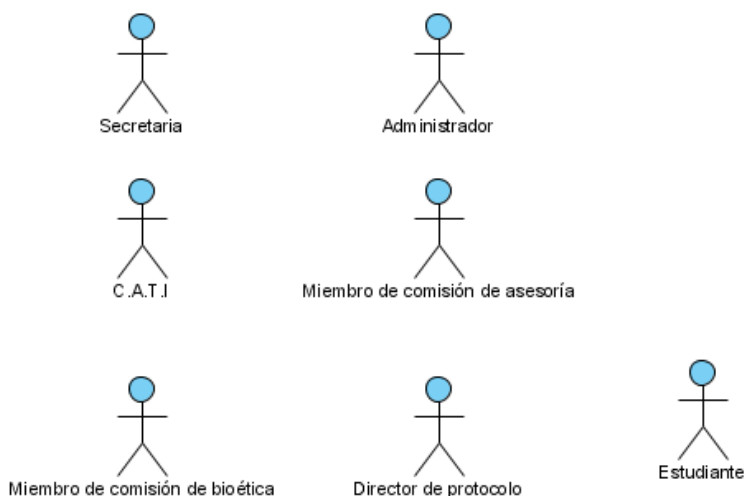 Secretaria
Administrador
C.A.T.I
Miembro de comisión de asesoría
Miembro de comisión de bioética
Director de protocolo
Estudiante